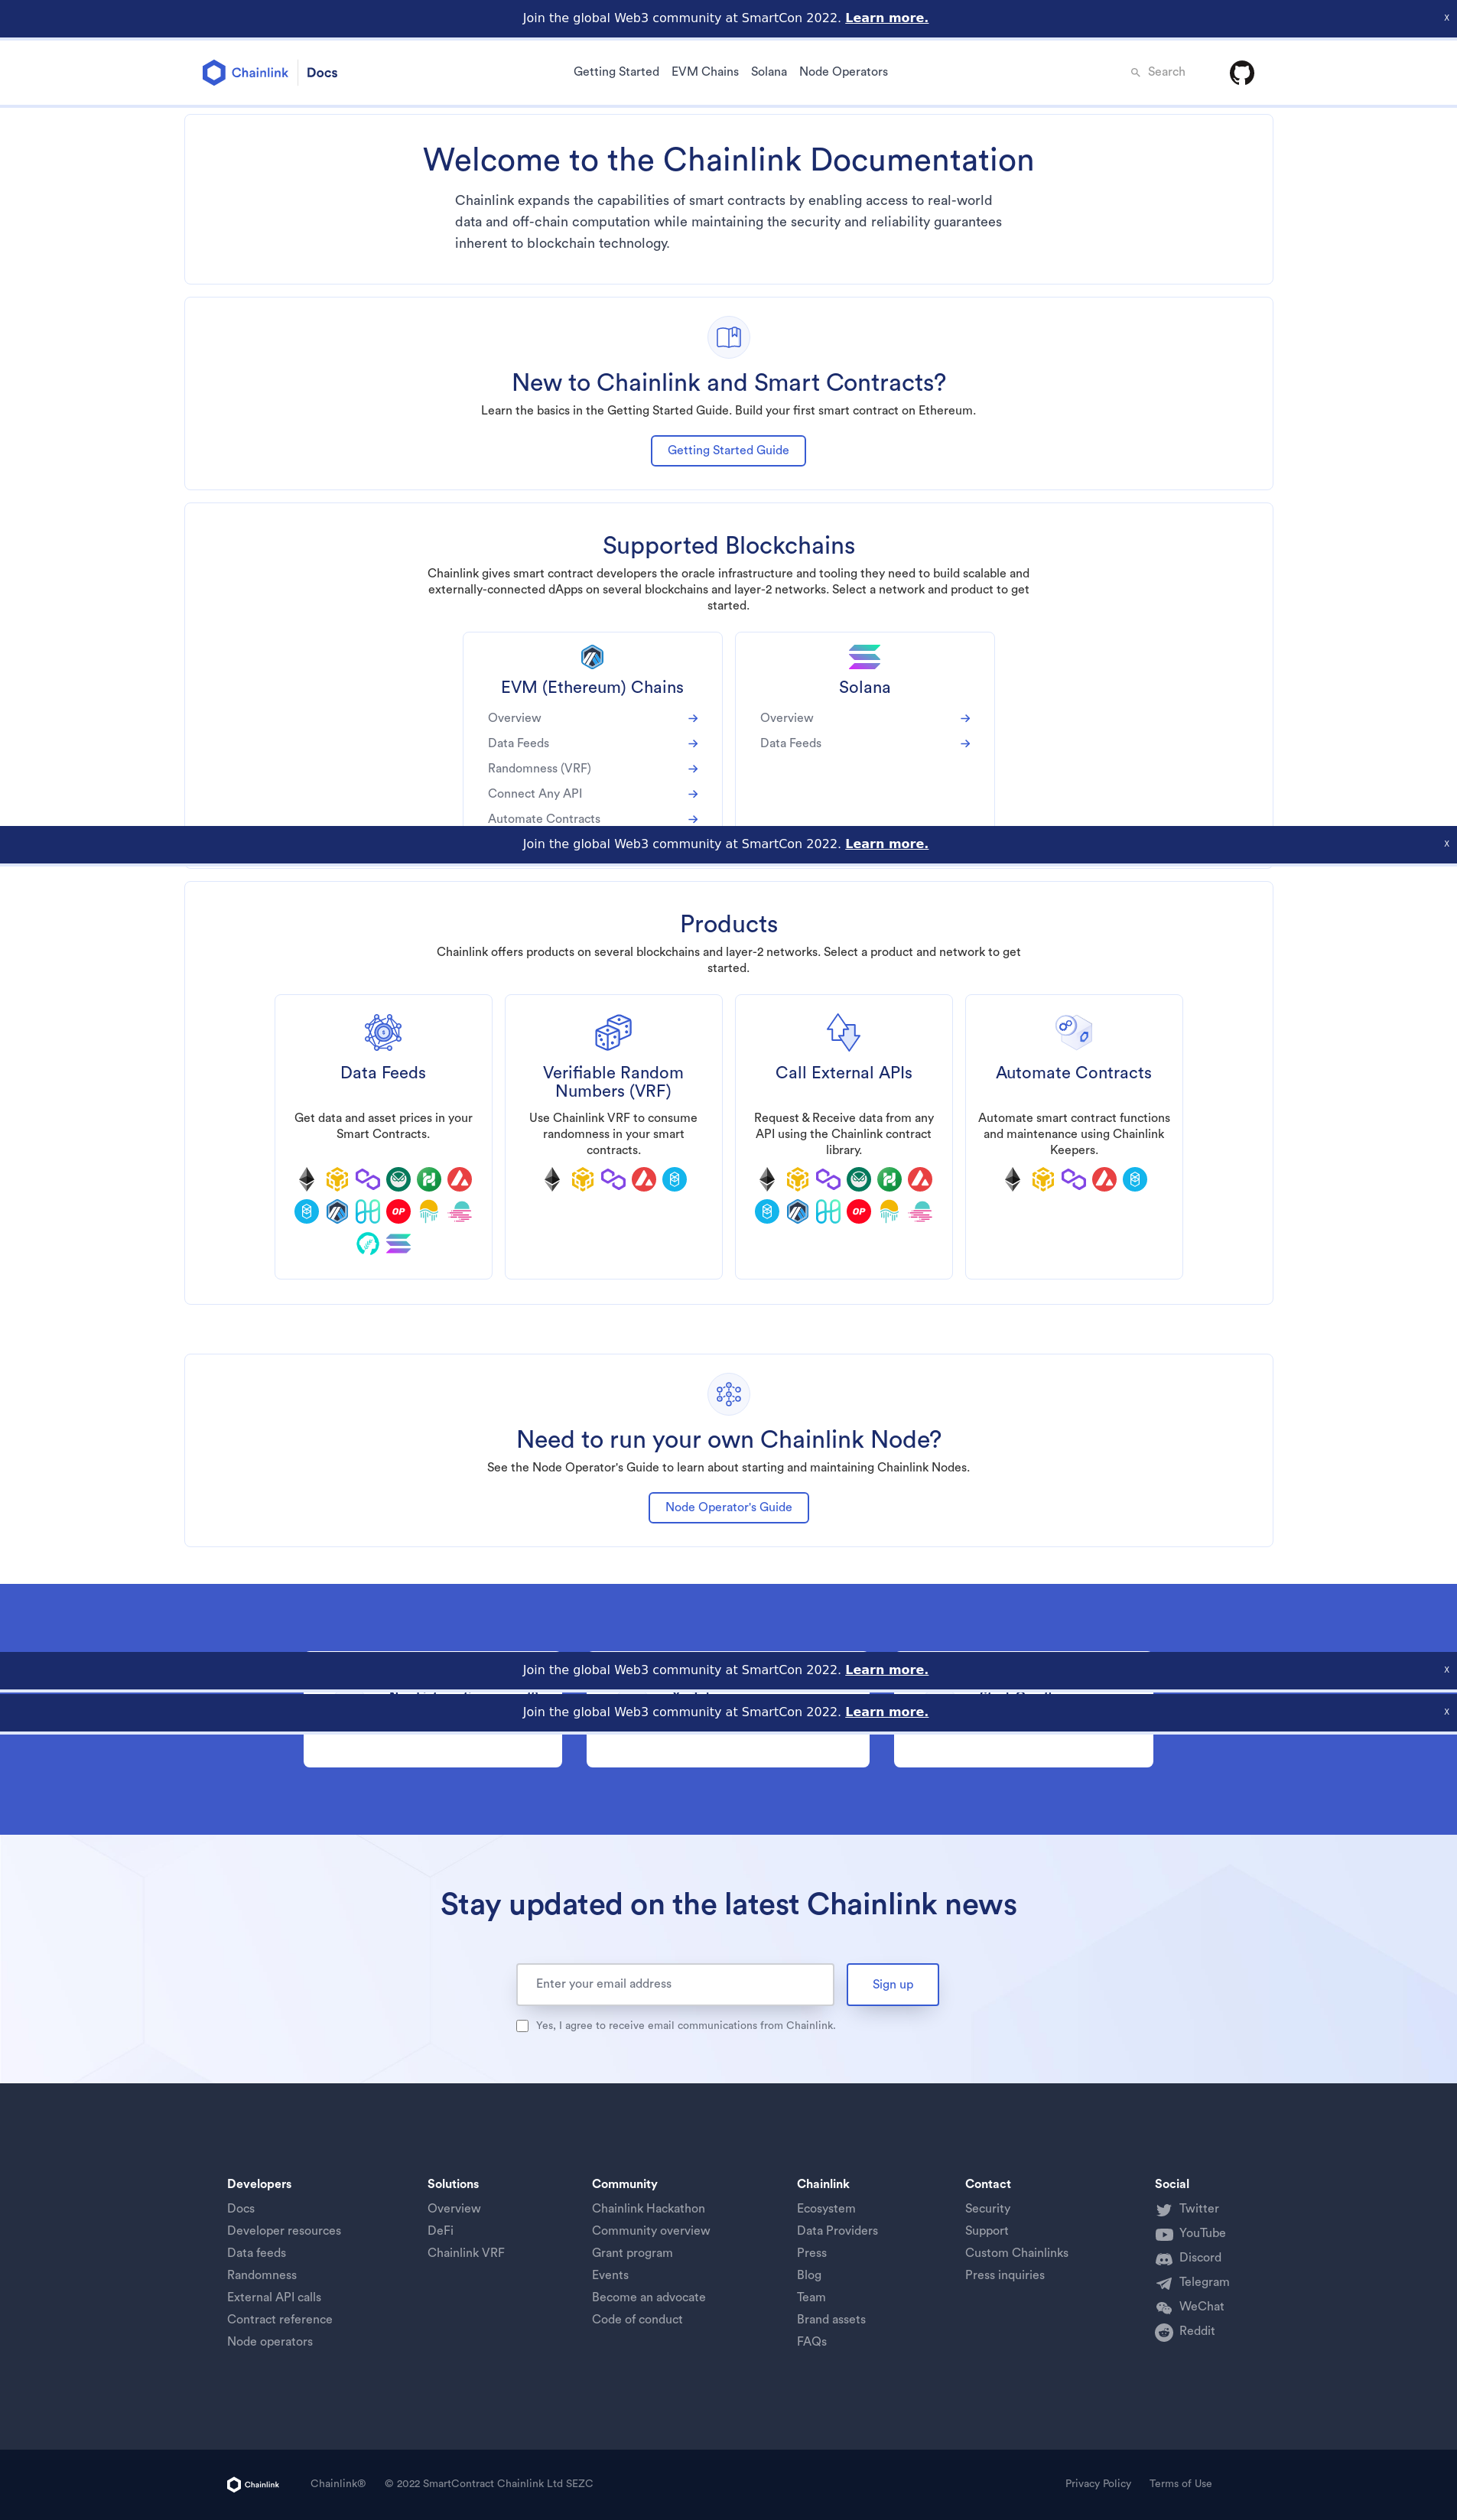 Join the global Web3 community at SmartCon 2022. Learn more.
x
Chainlink
Docs
Getting Started
EVM Chains
Solana
Node Operators
Search
Welcome to the Chainlink Documentation
Chainlink expands the capabilities of smart contracts by enabling access to real-world
data and off-chain computation while maintaining the security and reliability guarantees
inherent to blockchain technology.
New to Chainlink and Smart Contracts?
Learn the basics in the Getting Started Guide. Build your first smart contract on Ethereum.
Getting Started Guide
Supported Blockchains
Chainlink gives smart contract developers the oracle infrastructure and tooling they need to build scalable and
externally-connected dApps on several blockchains and layer-2 networks. Select a network and product to get
started.
EVM (Ethereum) Chains
Overview
Data Feeds
Randomness (VRF)
Connect Any API
Automate Contracts
Solana
Overview
Data Feeds
Join the global Web3 community at SmartCon 2022. Learn more.
x
Products
Chainlink offers products on several blockchains and layer-2 networks. Select a product and network to get
started.
Data Feeds
Get data and asset prices in your
Smart Contracts.
OP
Verifiable Random
Numbers (VRF)
Use Chainlink VRF to consume
randomness in your smart
contracts.
Call External APIs
Request & Receive data from any
API using the Chainlink contract
library.
OP
Automate Contracts
Automate smart contract functions
and maintenance using Chainlink
Keepers.
Need to run your own Chainlink Node?
See the Node Operator's Guide to learn about starting and maintaining Chainlink Nodes.
Node Operator's Guide
Join the global Web3 community at SmartCon 2022. Learn more.
x
Join the global Web3 community at SmartCon 2022. Learn more.
x
Stay updated on the latest Chainlink news
Enter your email address
Sign up
Yes, I agree to receive email communications from Chainlink.
Developers
Docs
Developer resources
Data feeds
Randomness
External API calls
Contract reference
Node operators
Solutions
Overview
DeFi
Chainlink VRF
Community
Chainlink Hackathon
Community overview
Grant program
Events
Become an advocate
Code of conduct
Chainlink
Ecosystem
Data Providers
Press
Blog
Team
Brand assets
FAQs
Contact
Security
Support
Custom Chainlinks
Press inquiries
Social
Twitter
YouTube
Discord
Telegram
WeChat
Reddit
Chainlink
Chainlink®
© 2022 SmartContract Chainlink Ltd SEZC
Privacy Policy
Terms of Use